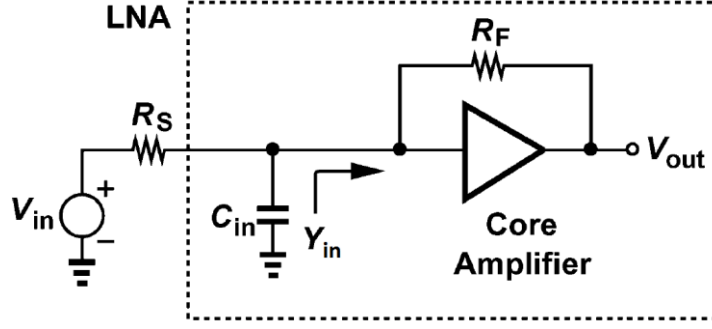 LNA
R_F
R_S
V_in
+
−
C_in
Y_in
V_out
Core
Amplifier